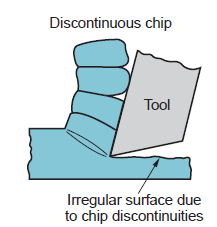 Discontinuous chip
Tool
Irregular surface due
to chip discontinuities